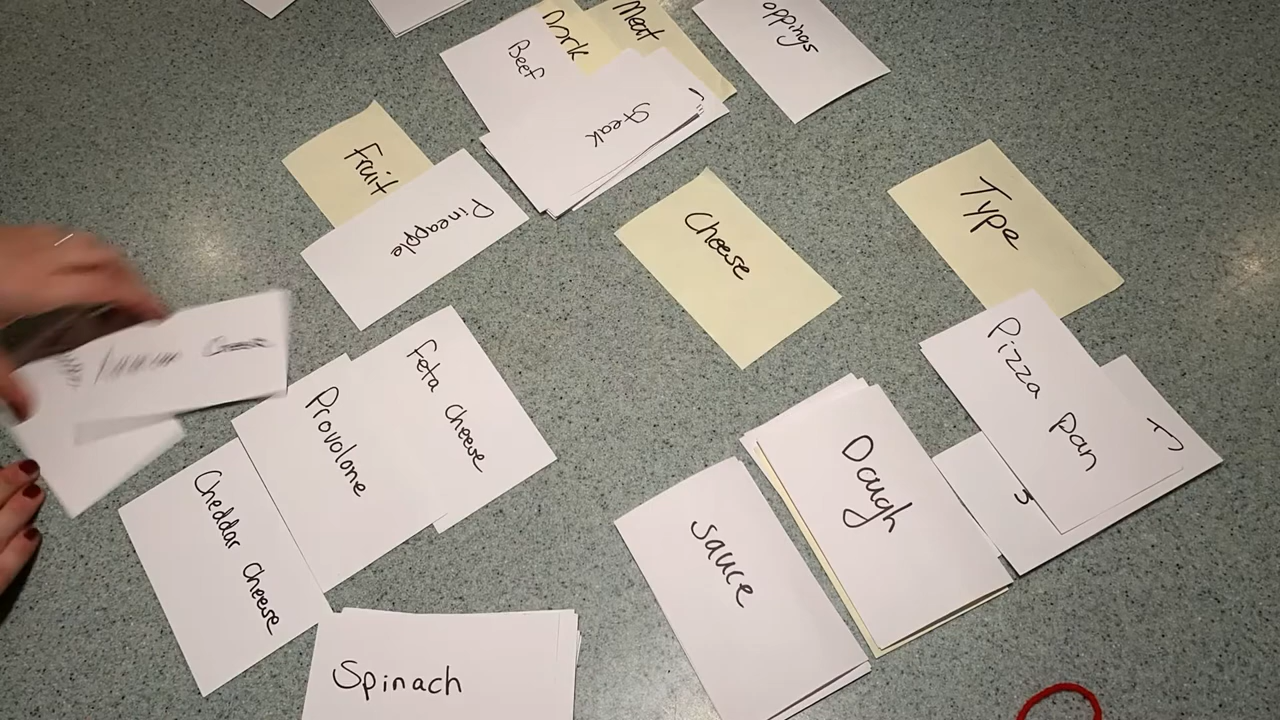 Meat
oppings
Beef
Steak
Fruit
Pineapple
Cheese
Type
Pizza pan
Feta Cheese
Provolone
Cheddar Cheese
Dough
Sauce
Spinach